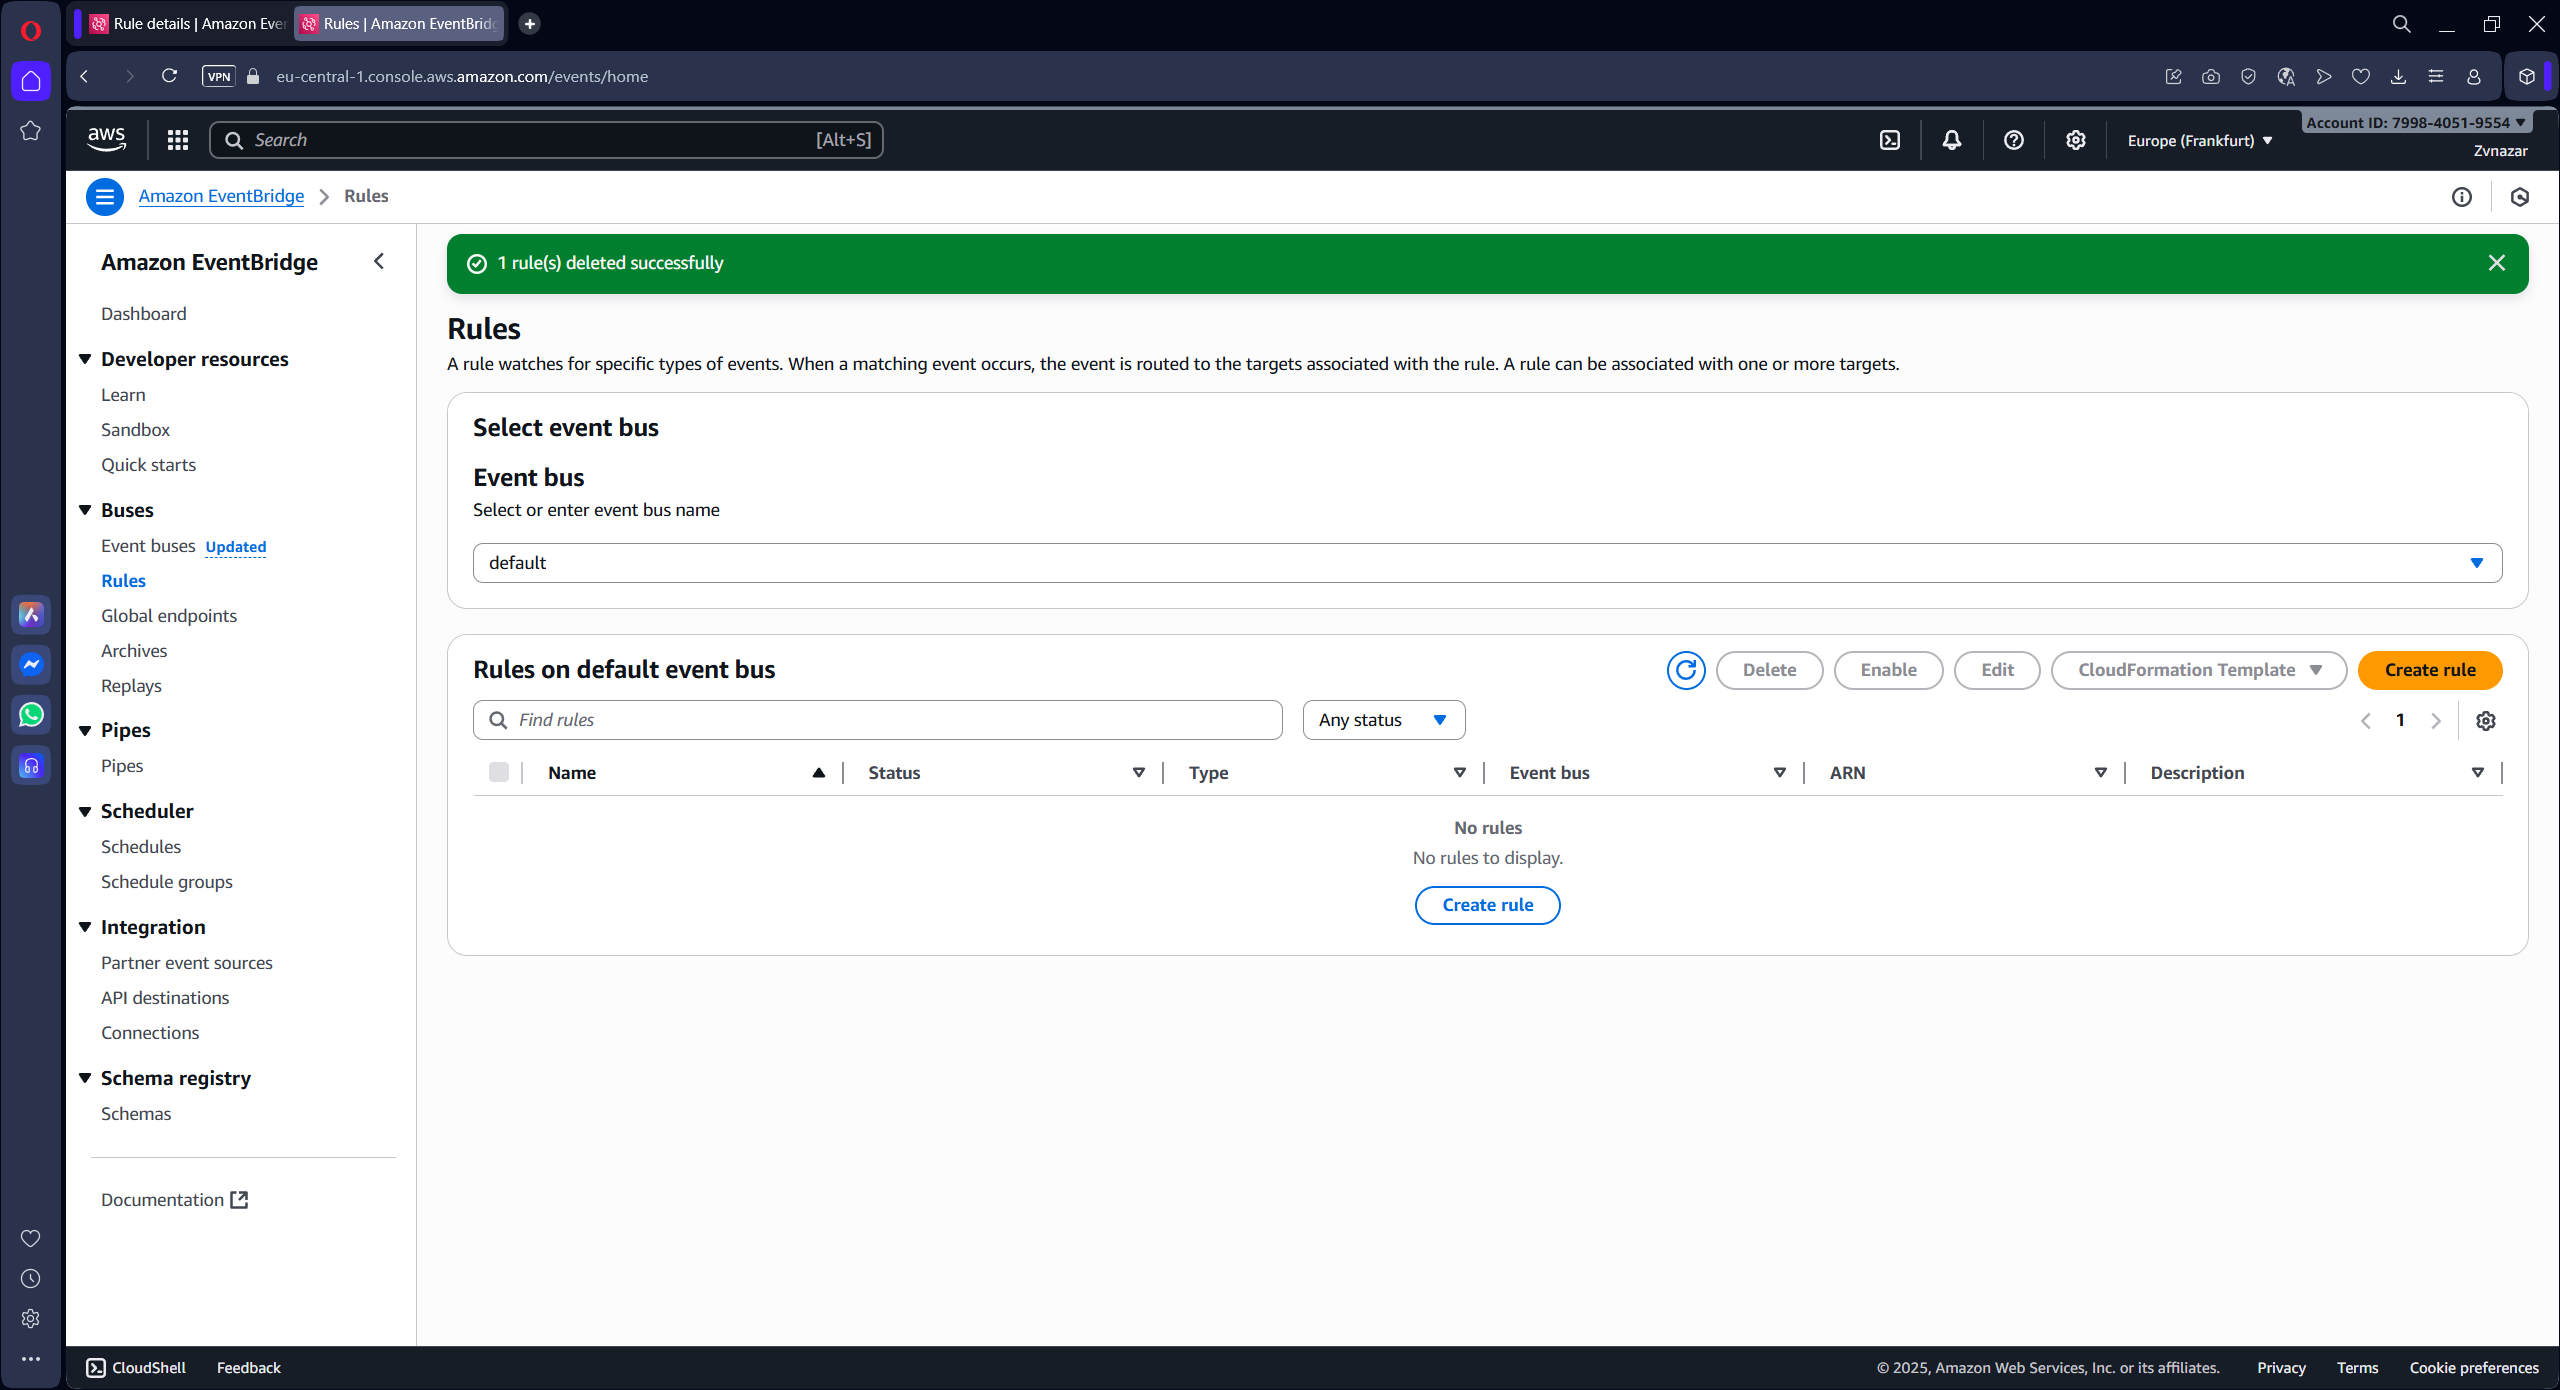 Rule details | Amazon Eve
Rules | Amazon EventBridg
VPN
eu-central-1.console.aws.amazon.com/events/home
aws
Search
[Alt+S]
Europe (Frankfurt)
Account ID: 7998-4051-9554
Zvnazar
Amazon EventBridge
Rules
Amazon EventBridge
Dashboard
Developer resources
Learn
Sandbox
Quick starts
Buses
Event buses Updated
Rules
Global endpoints
Archives
Replays
Pipes
Pipes
Scheduler
Schedules
Schedule groups
Integration
Partner event sources
API destinations
Connections
Schema registry
Schemas
Documentation
1 rule(s) deleted successfully
Rules
A rule watches for specific types of events. When a matching event occurs, the event is routed to the targets associated with the rule. A rule can be associated with one or more targets.
Select event bus
Event bus
Select or enter event bus name
default
Rules on default event bus
Delete
Enable
Edit
CloudFormation Template
Create rule
Find rules
Any status
1
Name
Status
Type
Event bus
ARN
Description
No rules
No rules to display.
Create rule
CloudShell
Feedback
© 2025, Amazon Web Services, Inc. or its affiliates.
Privacy
Terms
Cookie preferences